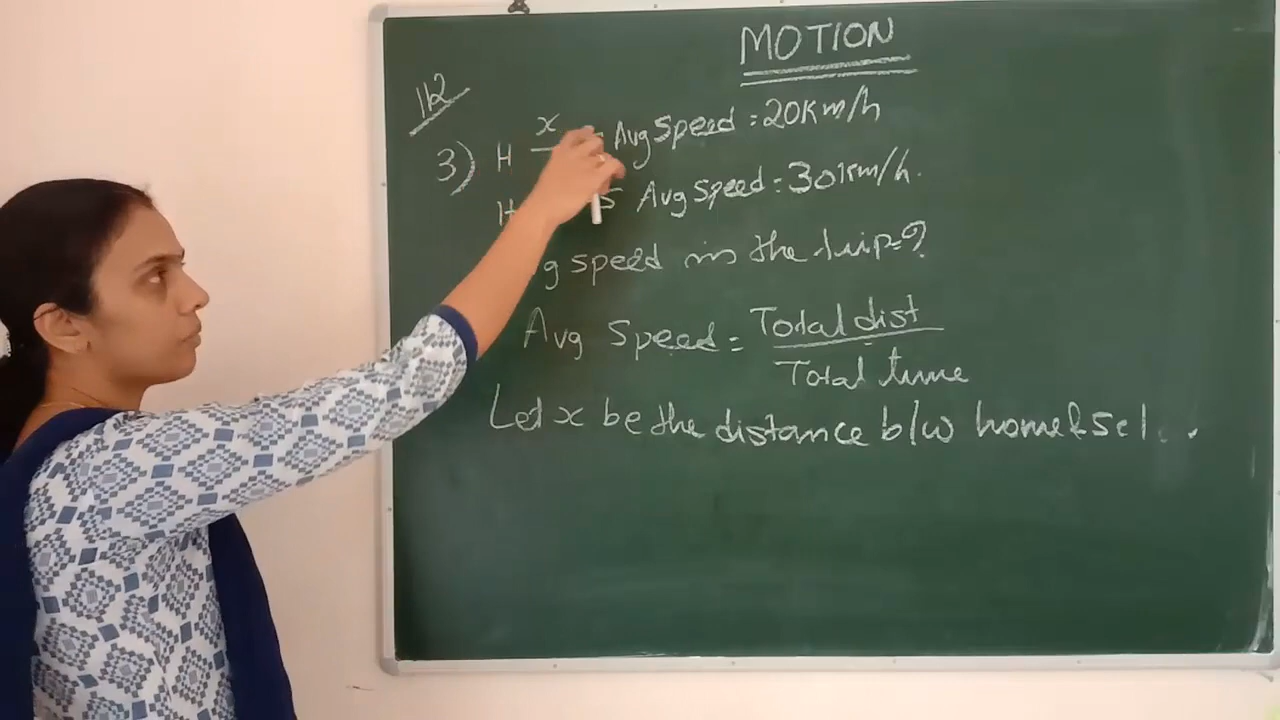 MOTION
112
3) H x Avg Speed = 20km/h
H S Avg Speed = 30km/h.
g speed in the trip = ?
Avg Speed = Total dist
Total time
Let x be the distance b/w home & Scl